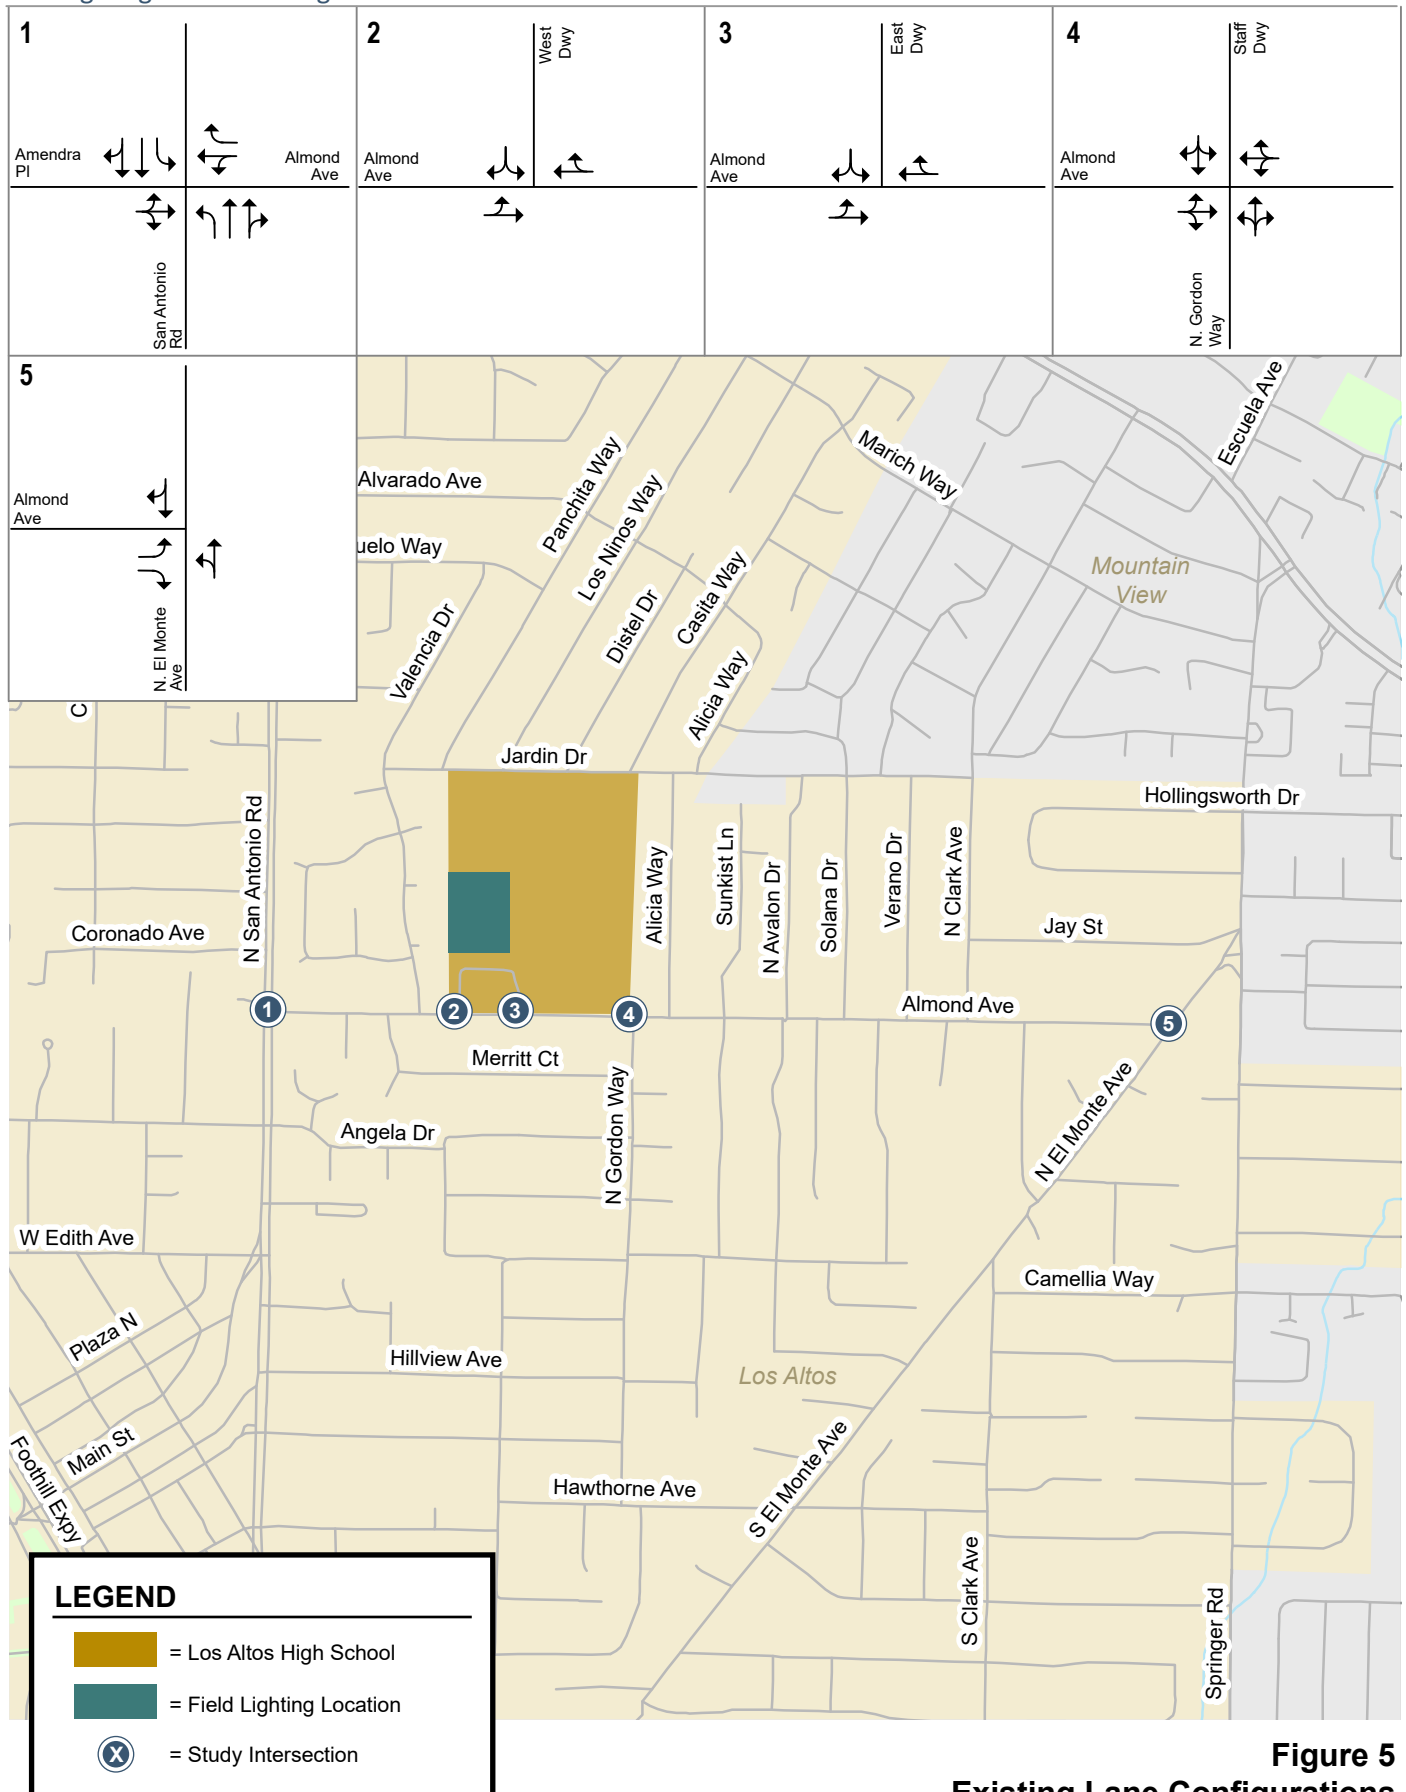 1
Amendra
Pl
Almond
Ave
San Antonio
Rd
2
West
Dwy
Almond
Ave
3
East
Dwy
Almond
Ave
4
Staff
Dwy
Almond
Ave
N. Gordon
Way
5
Almond
Ave
N. El Monte
Ave
Escuela Ave
Marich Way
Alvarado Ave
Panchita Way
Los Ninos Way
uelo Way
Mountain
View
Distel Dr
Casita Way
Valencia Dr
Alicia Way
C
Jardin Dr
Hollingsworth Dr
N San Antonio Rd
Alicia Way
Sunkist Ln
N Avalon Dr
Solana Dr
Verano Dr
N Clark Ave
Coronado Ave
Jay St
Almond Ave
1
2
3
4
5
Merritt Ct
N Gordon Way
N El Monte Ave
Angela Dr
W Edith Ave
Camellia Way
Plaza N
Hillview Ave
Los Altos
Main St
Foothill Expy
Hawthorne Ave
S El Monte Ave
S Clark Ave
Springer Rd
LEGEND
= Los Altos High School
= Field Lighting Location
X = Study Intersection
Figure 5
Existing Lane Configurations